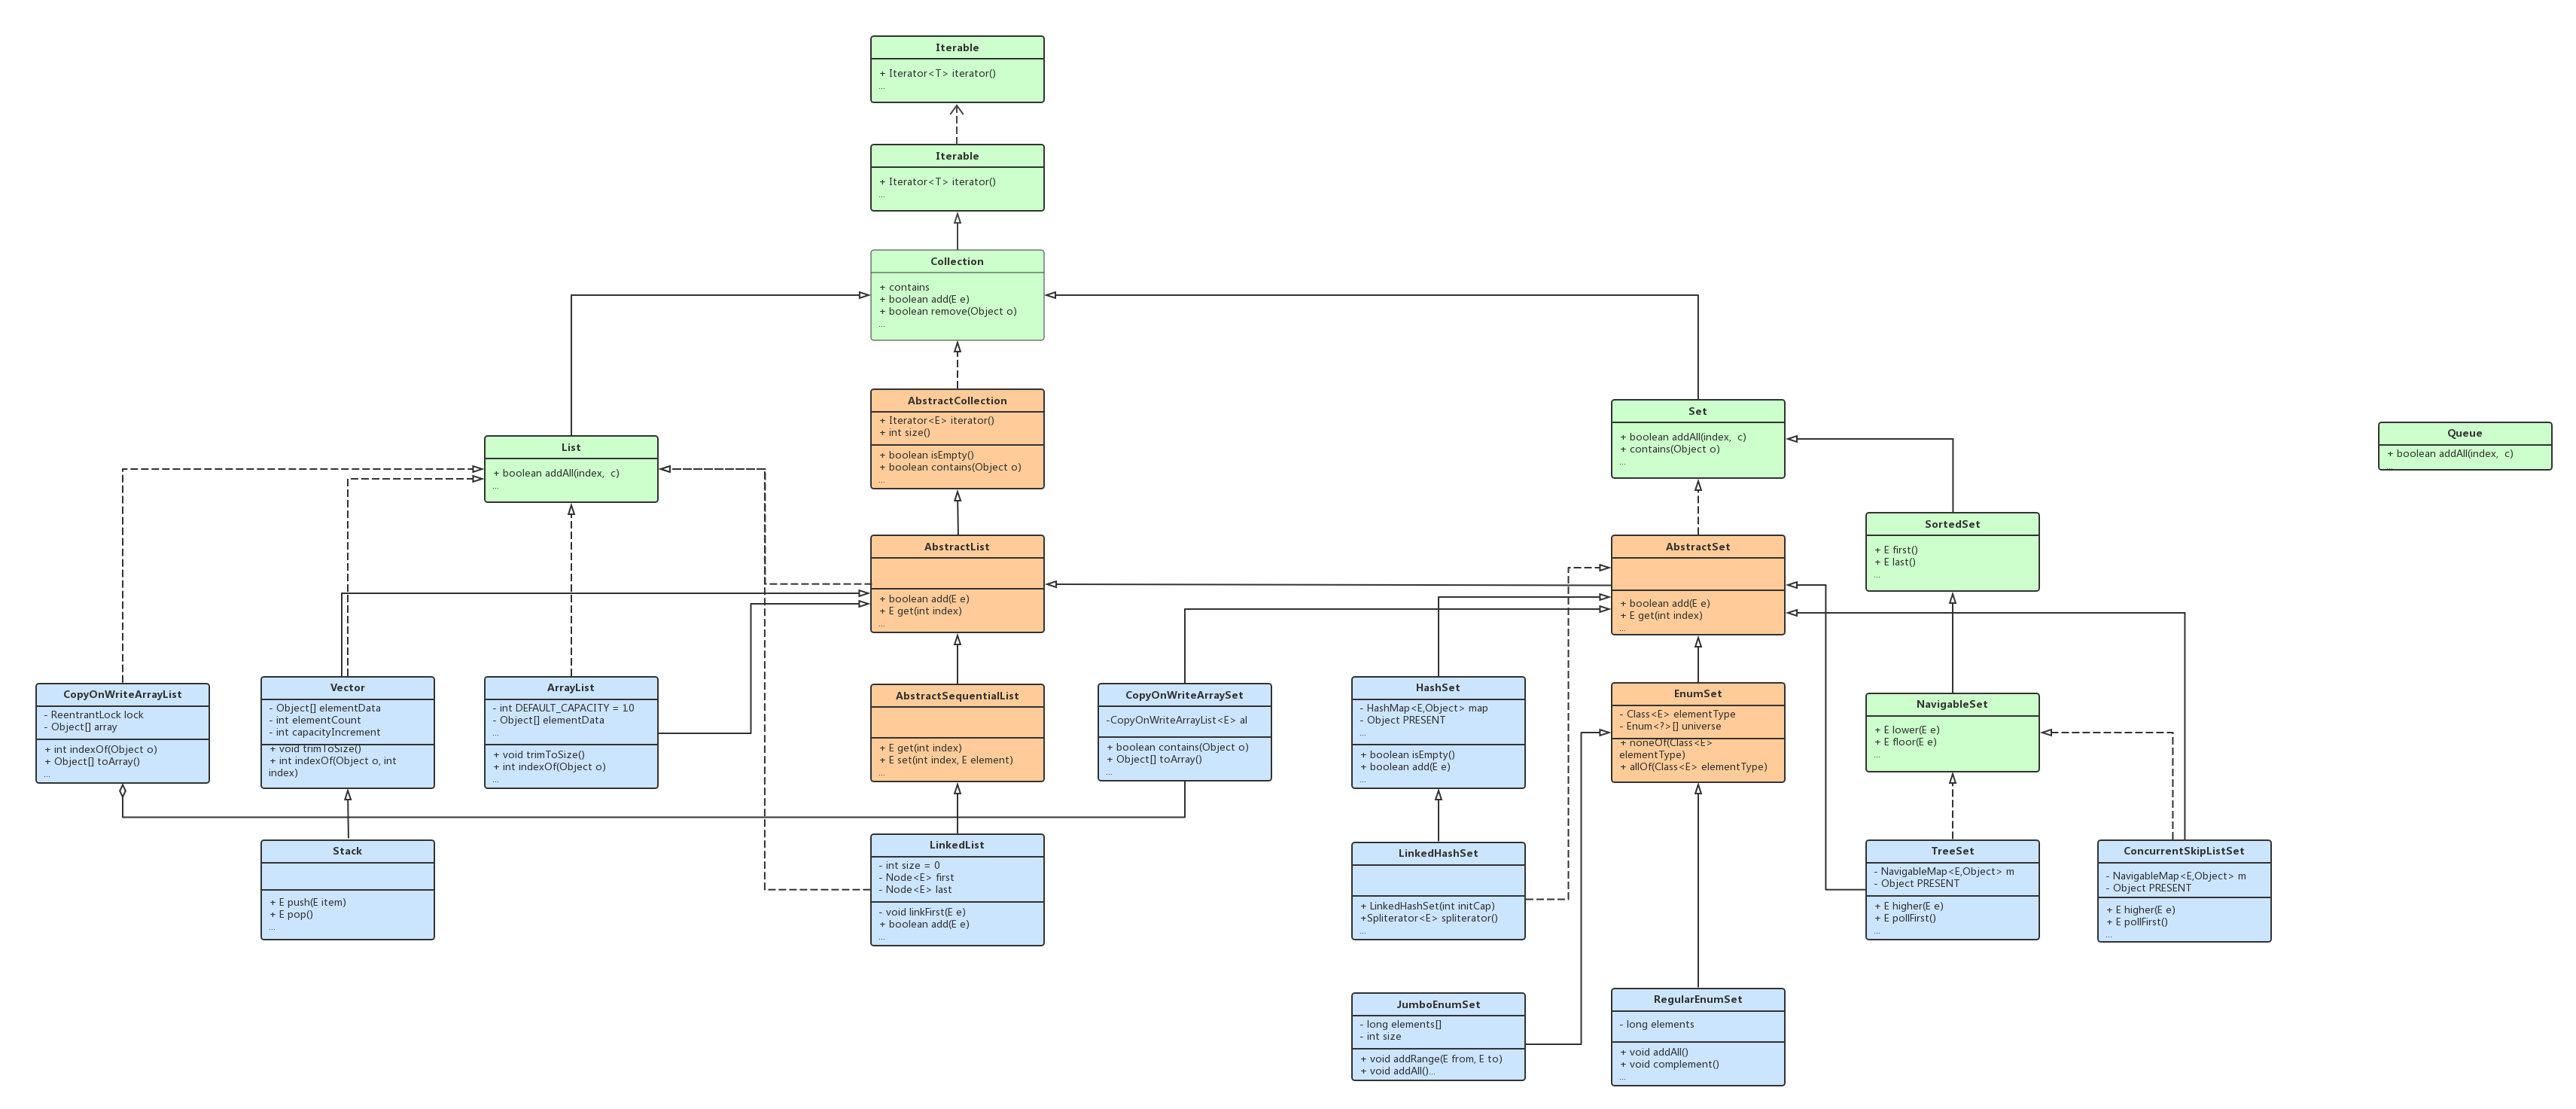 Iterable
+ Iterator<T> iterator()
...
Iterable
+ Iterator<T> iterator()
...
Collection
+ contains
+ boolean add(E e)
+ boolean remove(Object o)
...
AbstractCollection
+ Iterator<E> iterator()
+ int size()
+ boolean isEmpty()
+ boolean contains(Object o)
...
Set
+ boolean addAll(index,  c)
+ contains(Object o)
...
Queue
+ boolean addAll(index,  c)
...
List
+ boolean addAll(index,  c)
...
SortedSet
+ E first()
+ E last()
...
AbstractList
+ boolean add(E e)
+ E get(int index)
...
AbstractSet
+ boolean add(E e)
+ E get(int index)
...
CopyOnWriteArrayList
- ReentrantLock lock
- Object[] array
+ int indexOf(Object o)
+ Object[] toArray()
...
Vector
- Object[] elementData
- int elementCount
- int capacityIncrement
+ void trimToSize()
+ int indexOf(Object o, int
index)
ArrayList
- int DEFAULT_CAPACITY = 10
- Object[] elementData
...
+ void trimToSize()
+ int indexOf(Object o)
...
AbstractSequentialList
+ E get(int index)
+ E set(int index, E element)
...
CopyOnWriteArraySet
-CopyOnWriteArrayList<E> al
+ boolean contains(Object o)
+ Object[] toArray()
...
HashSet
- HashMap<E,Object> map
- Object PRESENT
...
+ boolean isEmpty()
+ boolean add(E e)
...
EnumSet
- Class<E> elementType
- Enum<?>[] universe
+ noneOf(Class<E>
elementType)
+ allOf(Class<E> elementType)
NavigableSet
+ E lower(E e)
+ E floor(E e)
...
Stack
+ E push(E item)
+ E pop()
...
LinkedList
- int size = 0
- Node<E> first
- Node<E> last
- void linkFirst(E e)
+ boolean add(E e)
...
LinkedHashSet
+ LinkedHashSet(int initCap)
+Spliterator<E> spliterator()
...
TreeSet
- NavigableMap<E,Object> m
- Object PRESENT
+ E higher(E e)
+ E pollFirst()
...
ConcurrentSkipListSet
- NavigableMap<E,Object> m
- Object PRESENT
+ E higher(E e)
+ E pollFirst()
...
JumboEnumSet
- long elements[]
- int size
+ void addRange(E from, E to)
+ void addAll()...
RegularEnumSet
- long elements
+ void addAll()
+ void complement()
...